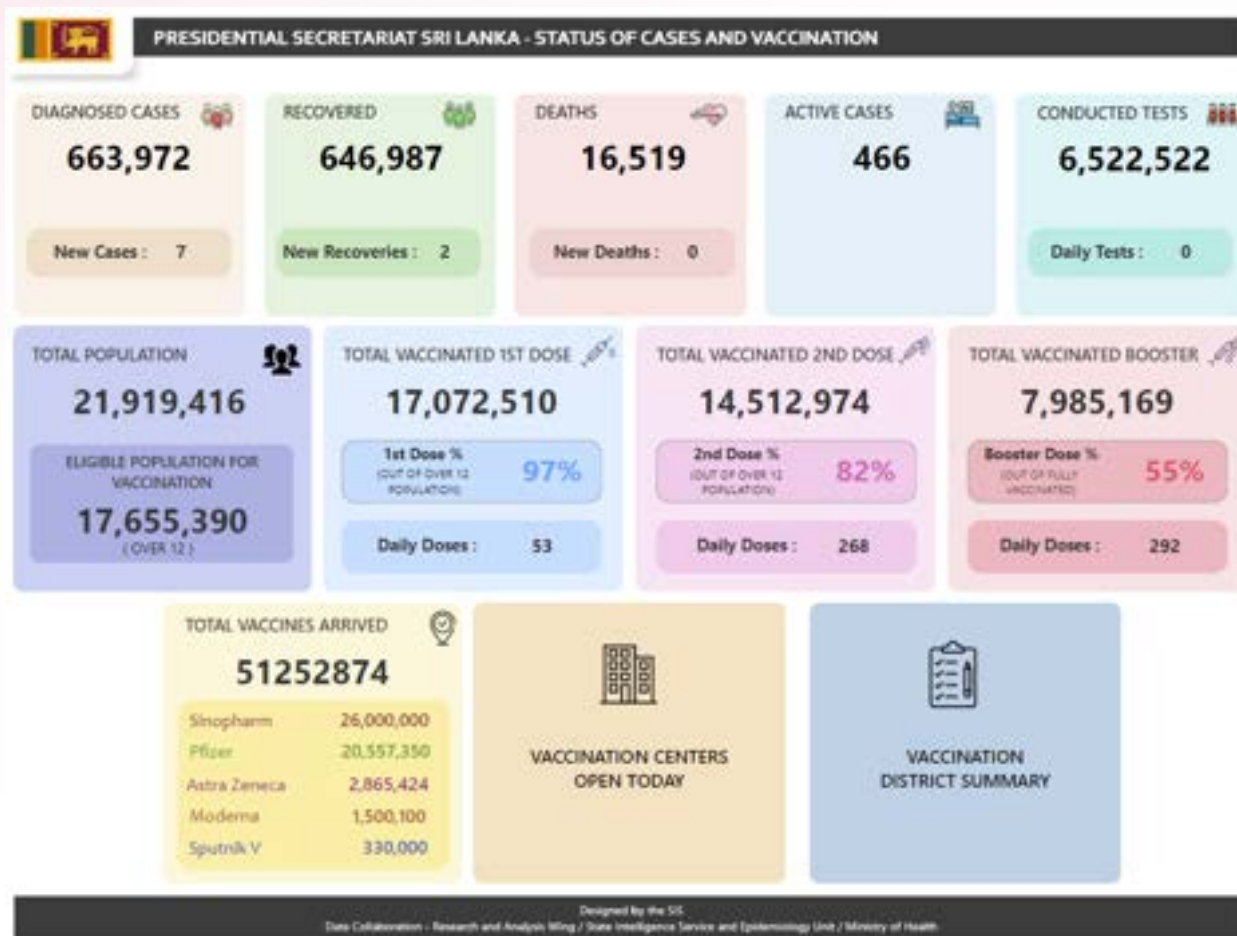 PRESIDENTIAL SECRETARIAT SRI LANKA - STATUS OF CASES AND VACCINATION
DIAGNOSED CASES
663,972
New Cases : 7
RECOVERED
646,987
New Recoveries : 2
DEATHS
16,519
New Deaths : 0
ACTIVE CASES
466
CONDUCTED TESTS
6,522,522
Daily Tests : 0
TOTAL POPULATION
21,919,416
ELIGIBLE POPULATION FOR
VACCINATION
17,655,390
( OVER 12 )
TOTAL VACCINATED 1ST DOSE
17,072,510
1st Dose %
(OUT OF OVER 12
POPULATION)
97%
Daily Doses : 53
TOTAL VACCINATED 2ND DOSE
14,512,974
2nd Dose %
(OUT OF OVER 12
POPULATION)
82%
Daily Doses : 268
TOTAL VACCINATED BOOSTER
7,985,169
Booster Dose %
(OUT OF FULLY
VACCINATED)
55%
Daily Doses : 292
TOTAL VACCINES ARRIVED
51252874
Sinopharm 26,000,000
Pfizer 20,557,350
Astra Zeneca 2,865,424
Moderna 1,500,100
Sputnik V 330,000
VACCINATION CENTERS
OPEN TODAY
VACCINATION
DISTRICT SUMMARY
Designed by the SIS
Data Collaboration - Research and Analysis Wing / State Intelligence Service and Epidemiology Unit / Ministry of Health